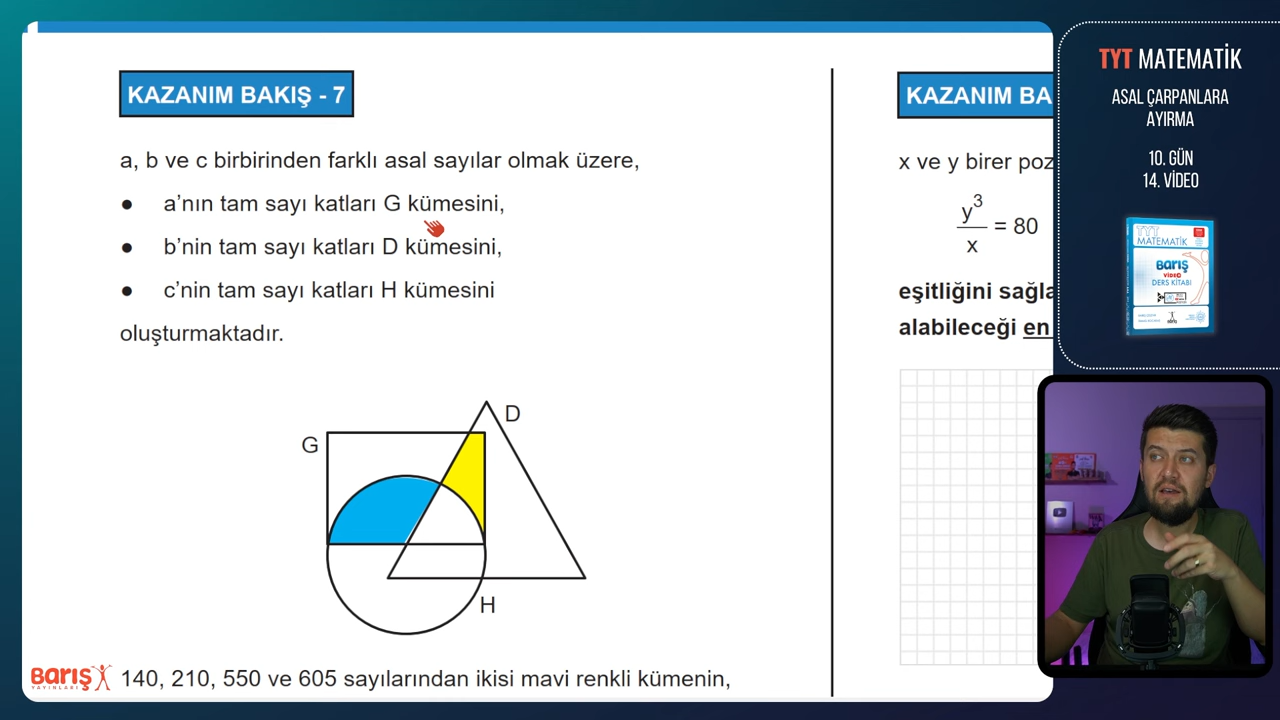 KAZANIM BAKIŞ - 7
a, b ve c birbirinden farklı asal sayılar olmak üzere,
● a’nın tam sayı katları G kümesini,
● b’nin tam sayı katları D kümesini,
● c’nin tam sayı katları H kümesini
oluşturmaktadır.
D
G
H
140, 210, 550 ve 605 sayılarından ikisi mavi renkli kümenin,
BARIŞ
YAYINLARI
KAZANIM BA
x ve y birer poz
y³
x
= 80
eşitliğini sağla
alabileceği en
TYT MATEMATİK
ASAL ÇARPANLARA
AYIRMA
10. GÜN
14. VİDEO
TYT
MATEMATİK
BARIŞ
VİDEO
DERS KİTABI